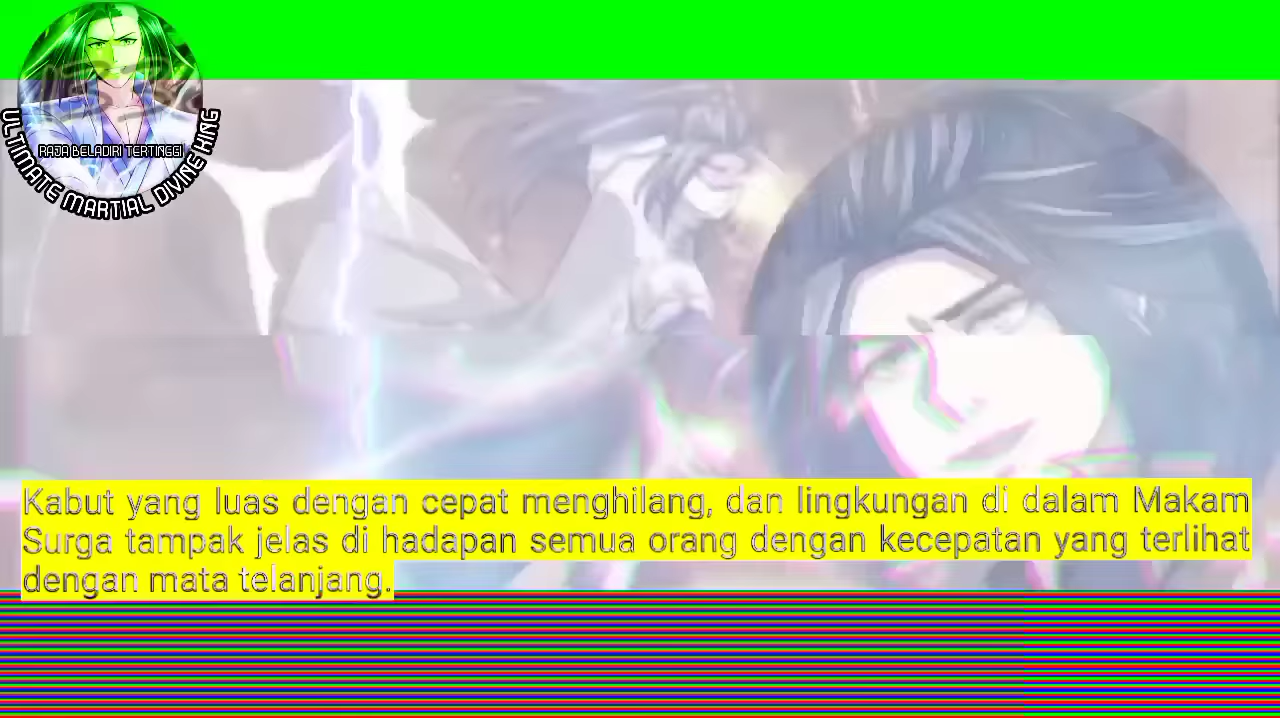 RAJA BELADIRI TERTINGGI
ULTIMATE MARTIAL DIVINE KING
Kabut yang luas dengan cepat menghilang, dan lingkungan di dalam Makam
Surga tampak jelas di hadapan semua orang dengan kecepatan yang terlihat
dengan mata telanjang.